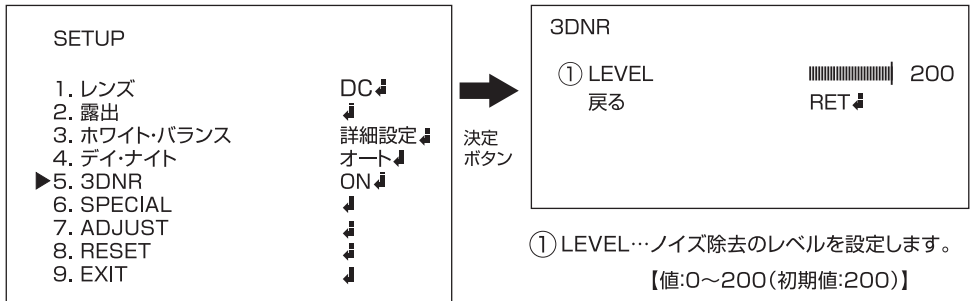 SETUP
1. レンズ DC
2. 露出
3. ホワイト・バランス 詳細設定
4. デイ・ナイト オート
▶5. 3DNR ON
6. SPECIAL
7. ADJUST
8. RESET
9. EXIT
決定
ボタン
3DNR
① LEVEL 200
戻る RET
① LEVEL…ノイズ除去のレベルを設定します。
【値:0～200(初期値:200)】